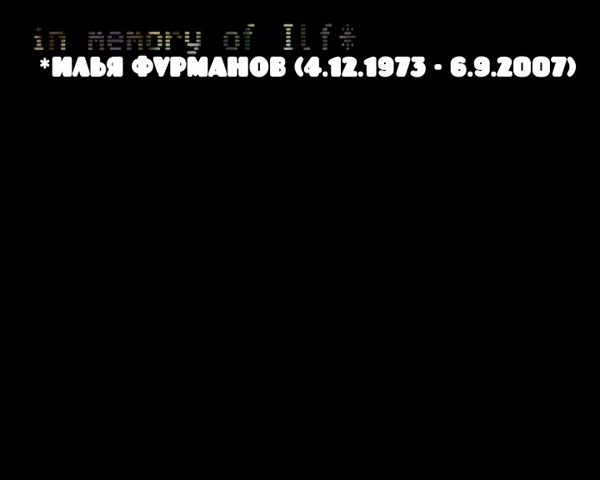 in memory of Ilf*
*ИЛЬЯ ФУРМАНОВ (4.12.1973 - 6.9.2007)